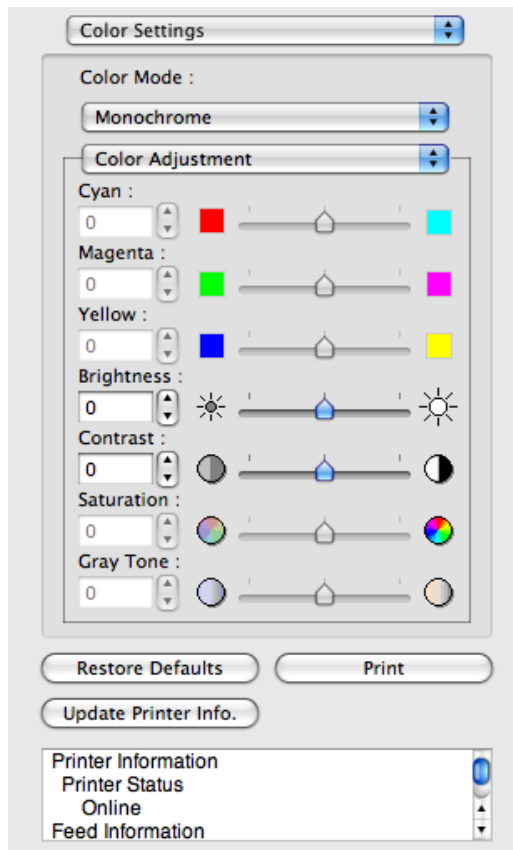 Color Settings
Color Mode :
Monochrome
Color Adjustment
Cyan :
0
Magenta :
0
Yellow :
0
Brightness :
0
Contrast :
0
Saturation :
0
Gray Tone :
0
Restore Defaults
Print
Update Printer Info.
Printer Information
Printer Status
Online
Feed Information